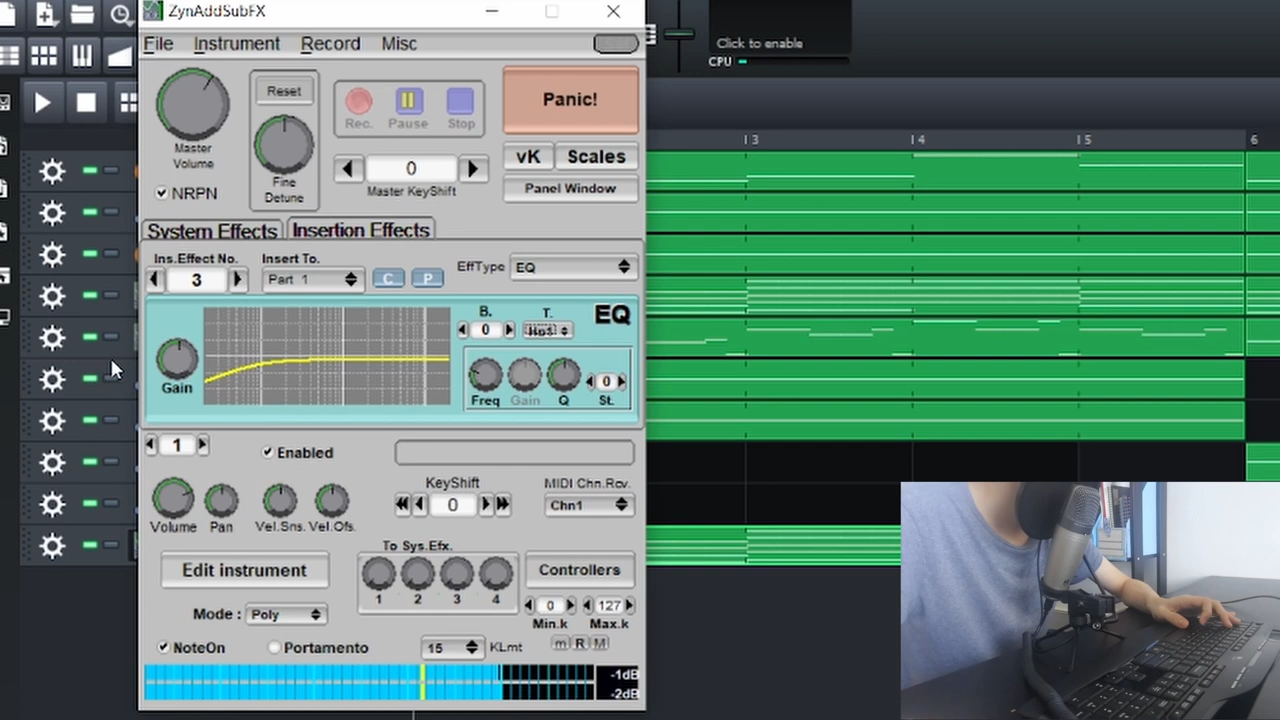 ZynAddSubFX
File Instrument Record Misc
Click to enable
CPU
Reset
Panic!
Rec. Pause Stop
Master Volume
Fine Detune
0
Master KeyShift
vK Scales
Panel Window
NRPN
3 4 5 6
System Effects Insertion Effects
Ins.Effect No. Insert To. EffType EQ
3 Part 1 C P
B. T. EQ
0
Gain
Freq Gain Q St.
0
1 Enabled
KeyShift MIDI Chn.Rcv.
0 Chn1
Volume Pan Vel.Sns. Vel.Ofs.
To Sys.Efx.
Edit instrument Controllers
1 2 3 4
0 127
Mode : Poly Min.k Max.k
NoteOn Portamento 15 KLmt m R M
-1dB
-2dB